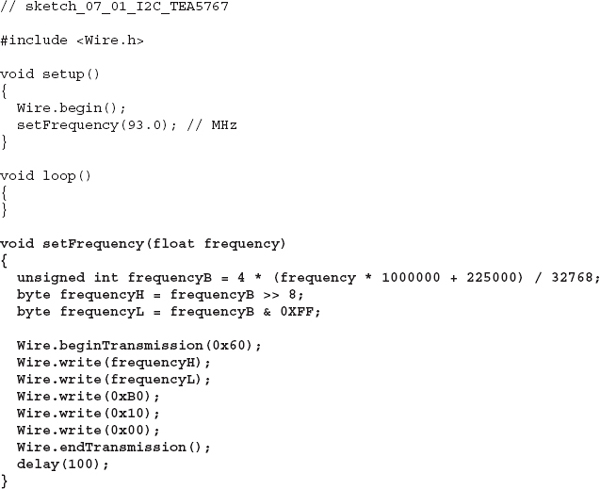 // sketch_07_01_I2C_TEA5767
#include <Wire.h>
void setup()
{
  Wire.begin();
  setFrequency(93.0); // MHz
}
void loop()
{
}
void setFrequency(float frequency)
{
  unsigned int frequencyB = 4 * (frequency * 1000000 + 225000) / 32768;
  byte frequencyH = frequencyB >> 8;
  byte frequencyL = frequencyB & 0XFF;
  Wire.beginTransmission(0x60);
  Wire.write(frequencyH);
  Wire.write(frequencyL);
  Wire.write(0xB0);
  Wire.write(0x10);
  Wire.write(0x00);
  Wire.endTransmission();
  delay(100);
}